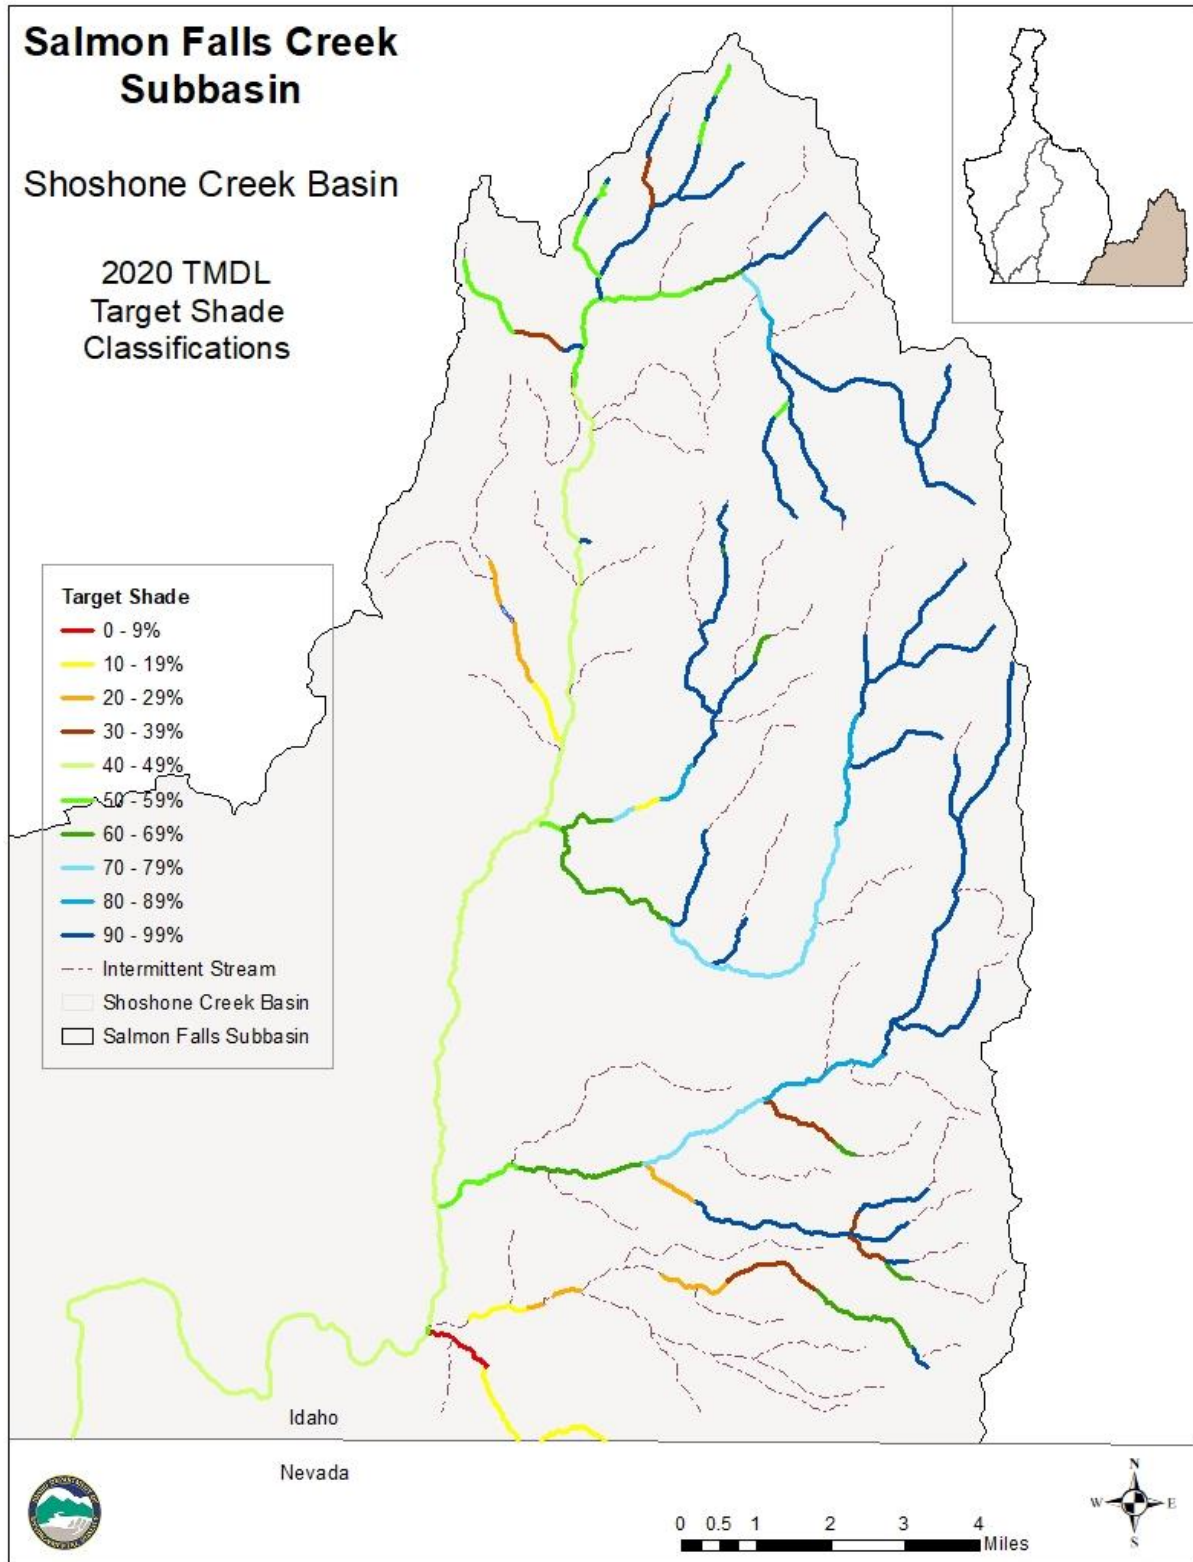 Salmon Falls Creek
Subbasin
Shoshone Creek Basin
2020 TMDL
Target Shade
Classifications
Target Shade
0 - 9%
10 - 19%
20 - 29%
30 - 39%
40 - 49%
50 - 59%
60 - 69%
70 - 79%
80 - 89%
90 - 99%
Intermittent Stream
Shoshone Creek Basin
Salmon Falls Subbasin
Idaho
Nevada
N
W E
S
0 0.5 1 2 3 4
Miles